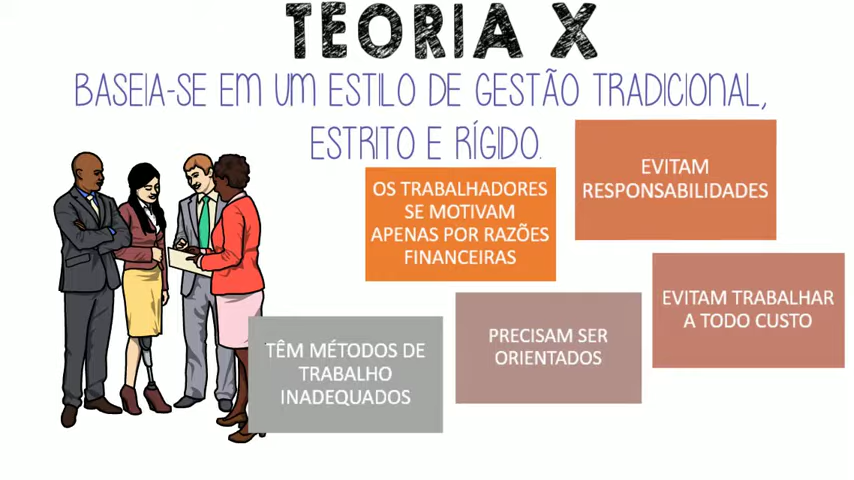 TEORIA X
BASEIA-SE EM UM ESTILO DE GESTÃO TRADICIONAL,
ESTRITO E RÍGIDO.
OS TRABALHADORES
SE MOTIVAM
APENAS POR RAZÕES
FINANCEIRAS
EVITAM
RESPONSABILIDADES
TÊM MÉTODOS DE
TRABALHO
INADEQUADOS
PRECISAM SER
ORIENTADOS
EVITAM TRABALHAR
A TODO CUSTO